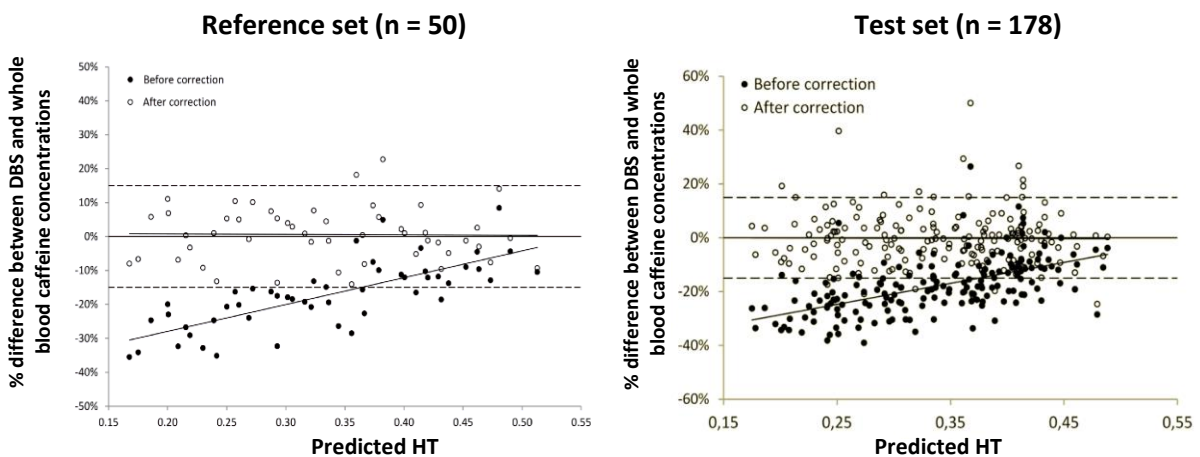 Reference set (n = 50)
% difference between DBS and whole
blood caffeine concentrations
50%
40%
30%
20%
10%
0%
-10%
-20%
-30%
-40%
-50%
Before correction
After correction
0.15
0.20
0.25
0.30
0.35
0.40
0.45
0.50
0.55
Predicted HT
Test set (n = 178)
% difference between DBS and whole
blood caffeine concentrations
60%
40%
20%
0%
-20%
-40%
-60%
Before correction
After correction
0,15
0,25
0,35
0,45
0,55
Predicted HT